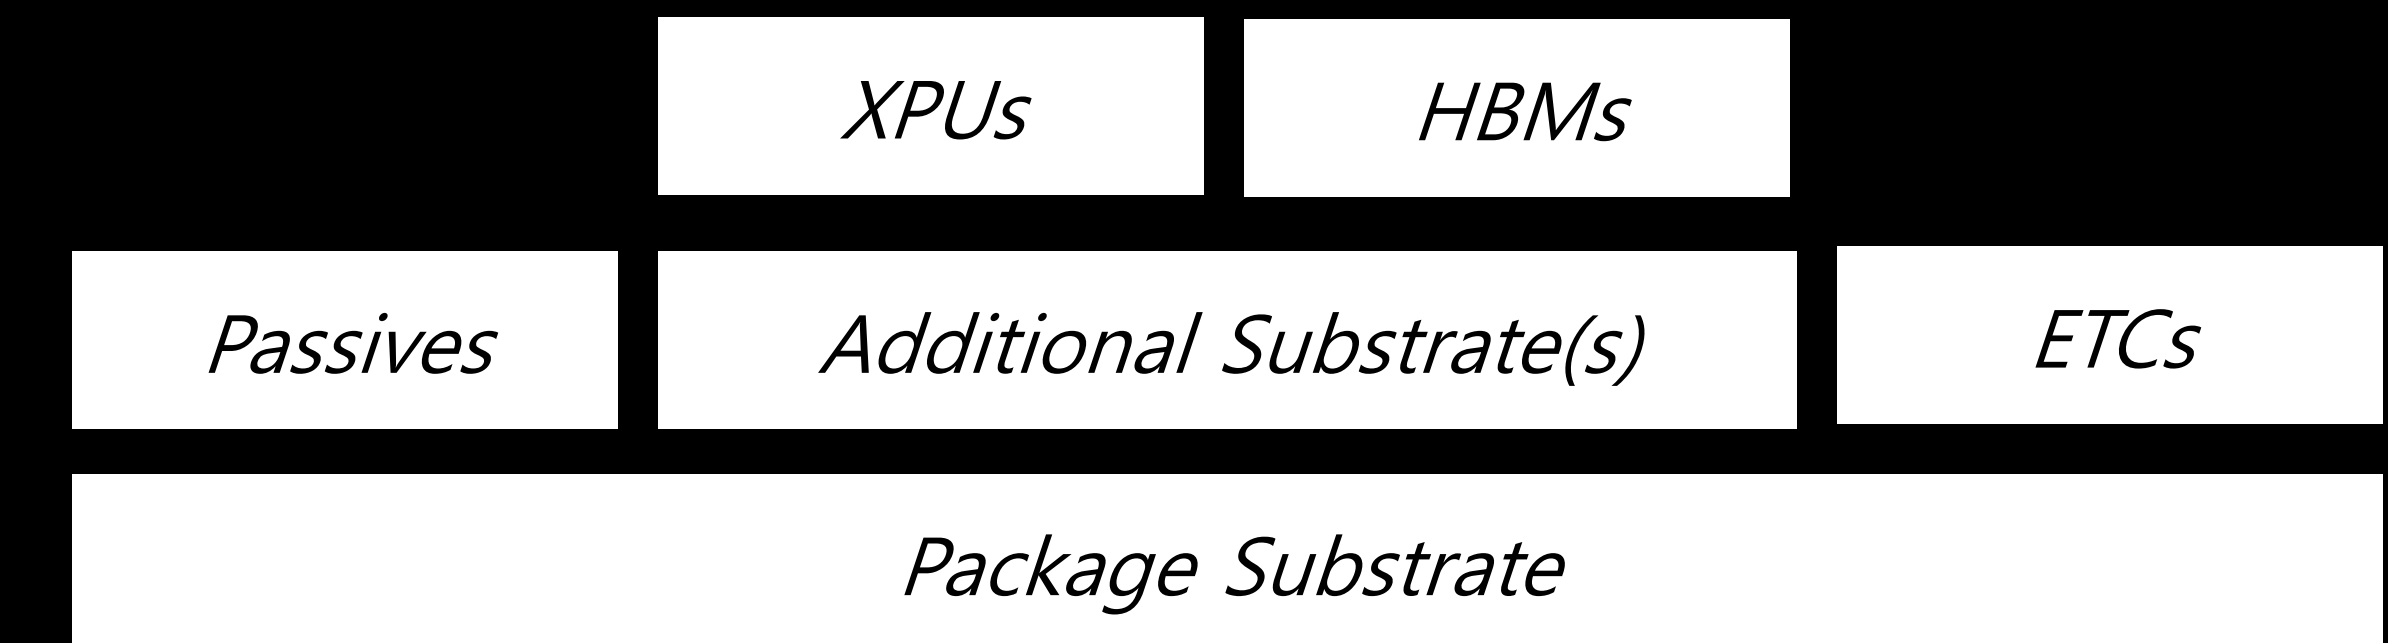 XPUs
HBMs
Passives
Additional Substrate(s)
ETCs
Package Substrate